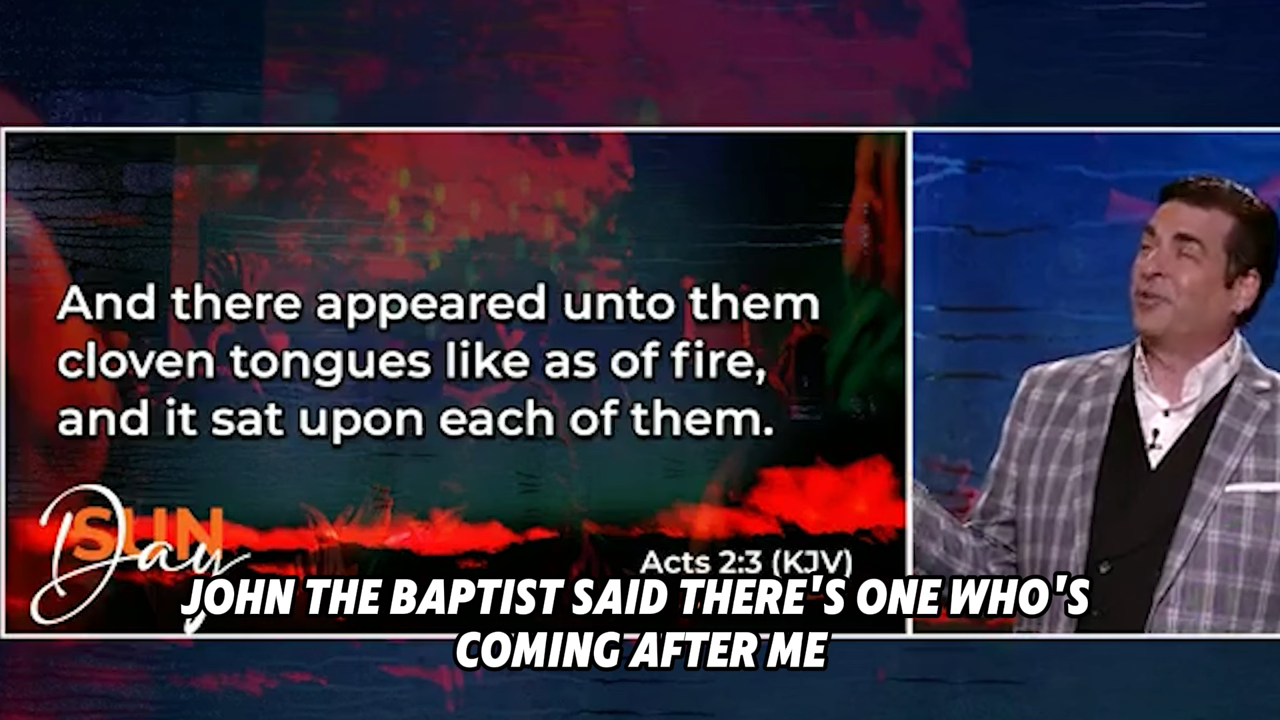 And there appeared unto them
cloven tongues like as of fire,
and it sat upon each of them.
SUN
Day
Acts 2:3 (KJV)
JOHN THE BAPTIST SAID THERE'S ONE WHO'S
COMING AFTER ME